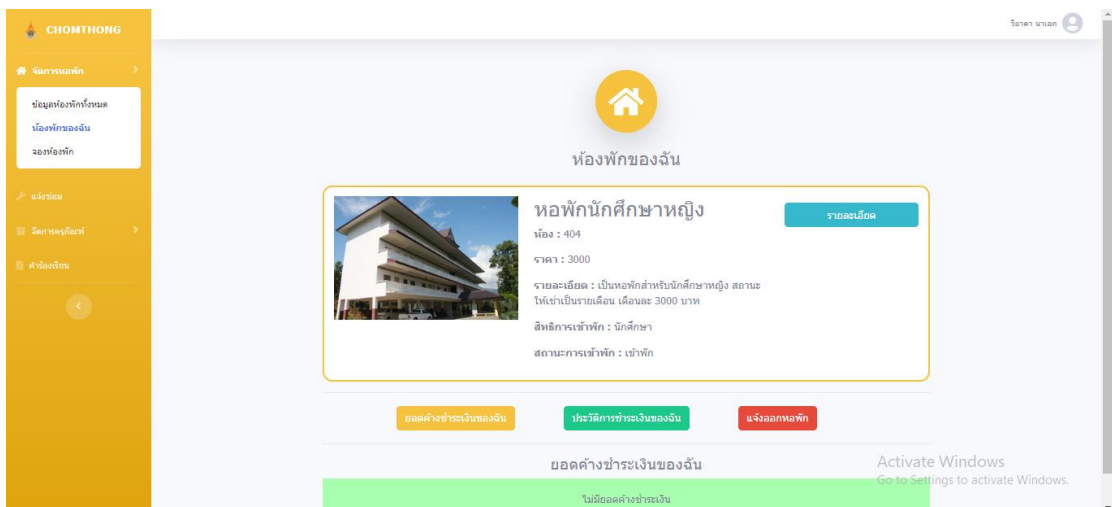 CHOMTHONG
วิยาดา นาเอก
จัดการหอพัก
ข้อมูลห้องพักทั้งหมด
ห้องพักของฉัน
จองห้องพัก
แจ้งซ่อม
จัดการครุภัณฑ์
คำร้องเรียน
ห้องพักของฉัน
หอพักนักศึกษาหญิง
รายละเอียด
ห้อง : 404
ราคา : 3000
รายละเอียด : เป็นหอพักสำหรับนักศึกษาหญิง สถานะ
ให้เช่าเป็นรายเดือน เดือนละ 3000 บาท
สิทธิการเข้าพัก : นักศึกษา
สถานะการเข้าพัก : เข้าพัก
ยอดค้างชำระเงินของฉัน
ประวัติการชำระเงินของฉัน
แจ้งออกหอพัก
ยอดค้างชำระเงินของฉัน
ไม่มียอดค้างชำระเงิน
Activate Windows
Go to Settings to activate Windows.